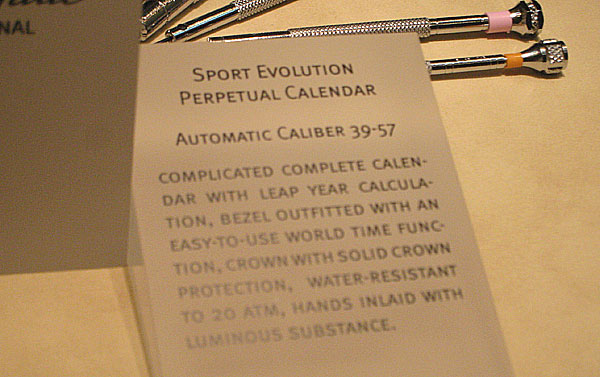 NAL
SPORT EVOLUTION
PERPETUAL CALENDAR
AUTOMATIC CALIBER 39-57
COMPLICATED COMPLETE CALEN-
DAR WITH LEAP YEAR CALCULA-
TION, BEZEL OUTFITTED WITH AN
EASY-TO-USE WORLD TIME FUNC-
TION, CROWN WITH SOLID CROWN
PROTECTION, WATER-RESISTANT
TO 20 ATM, HANDS INLAID WITH
LUMINOUS SUBSTANCE.